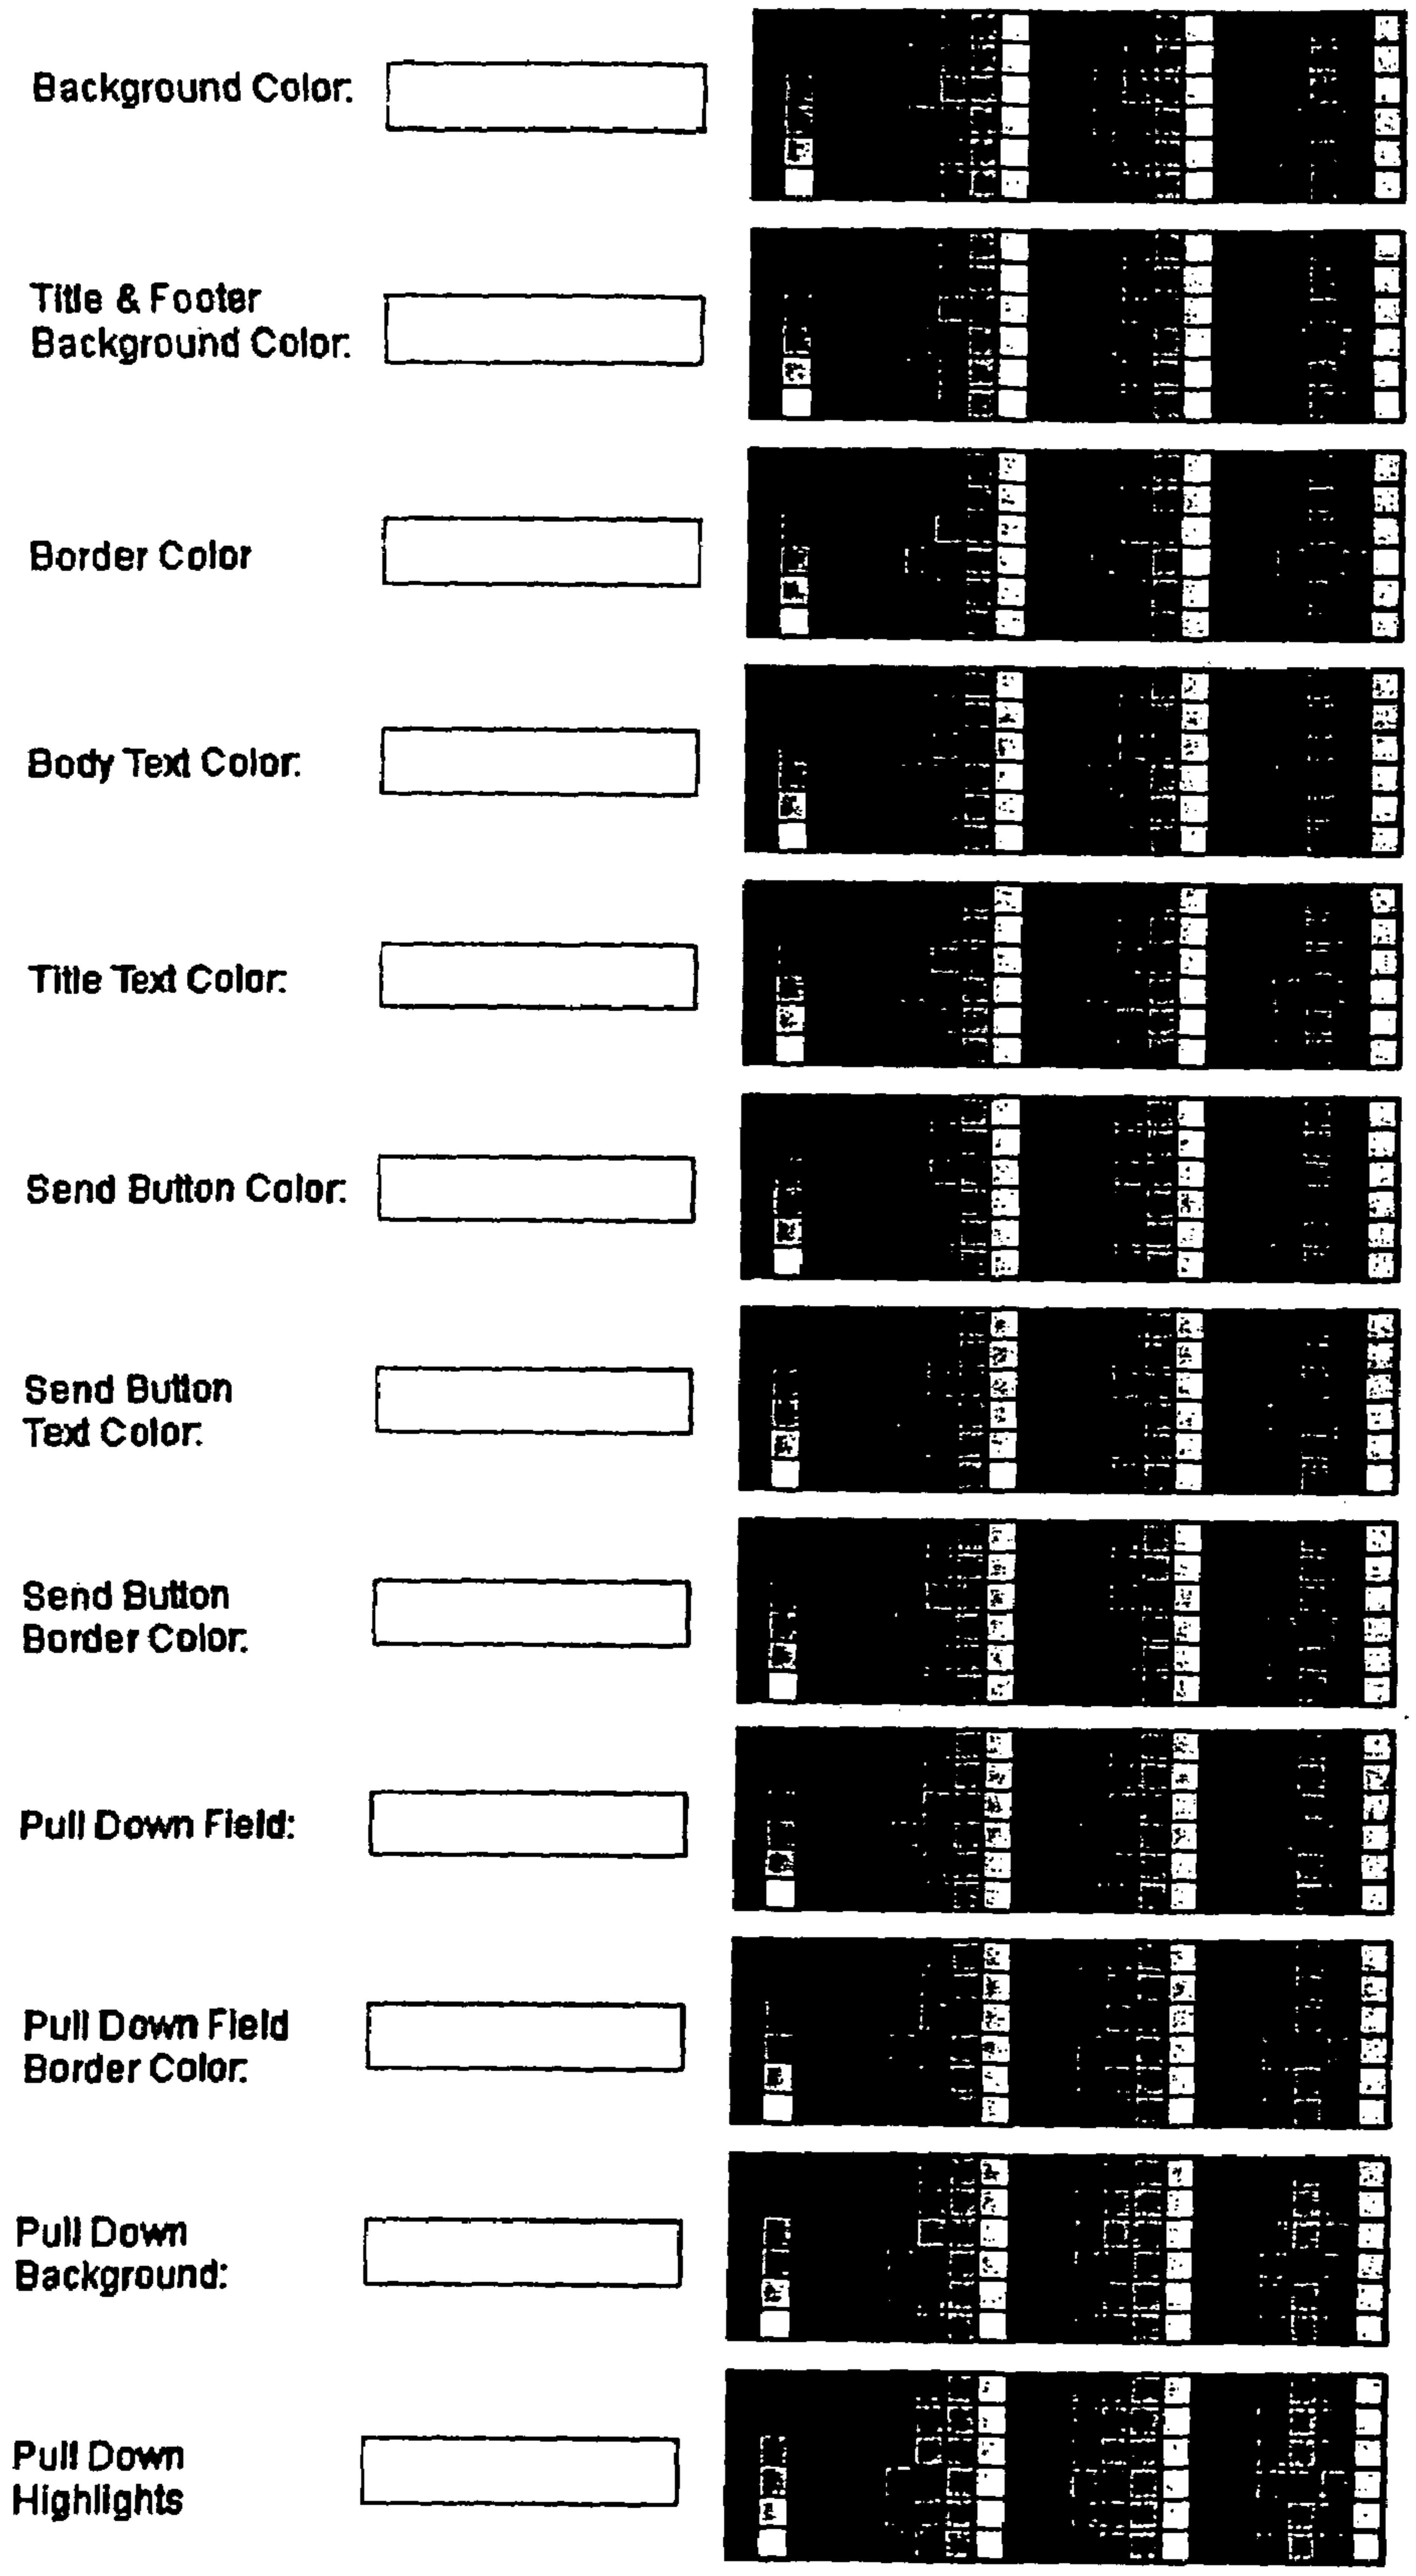 Background Color:
Title & Footer
Background Color:
Border Color
Body Text Color:
Title Text Color:
Send Button Color:
Send Button
Text Color:
Send Button
Border Color:
Pull Down Field:
Pull Down Field
Border Color:
Pull Down
Background:
Pull Down
Highlights